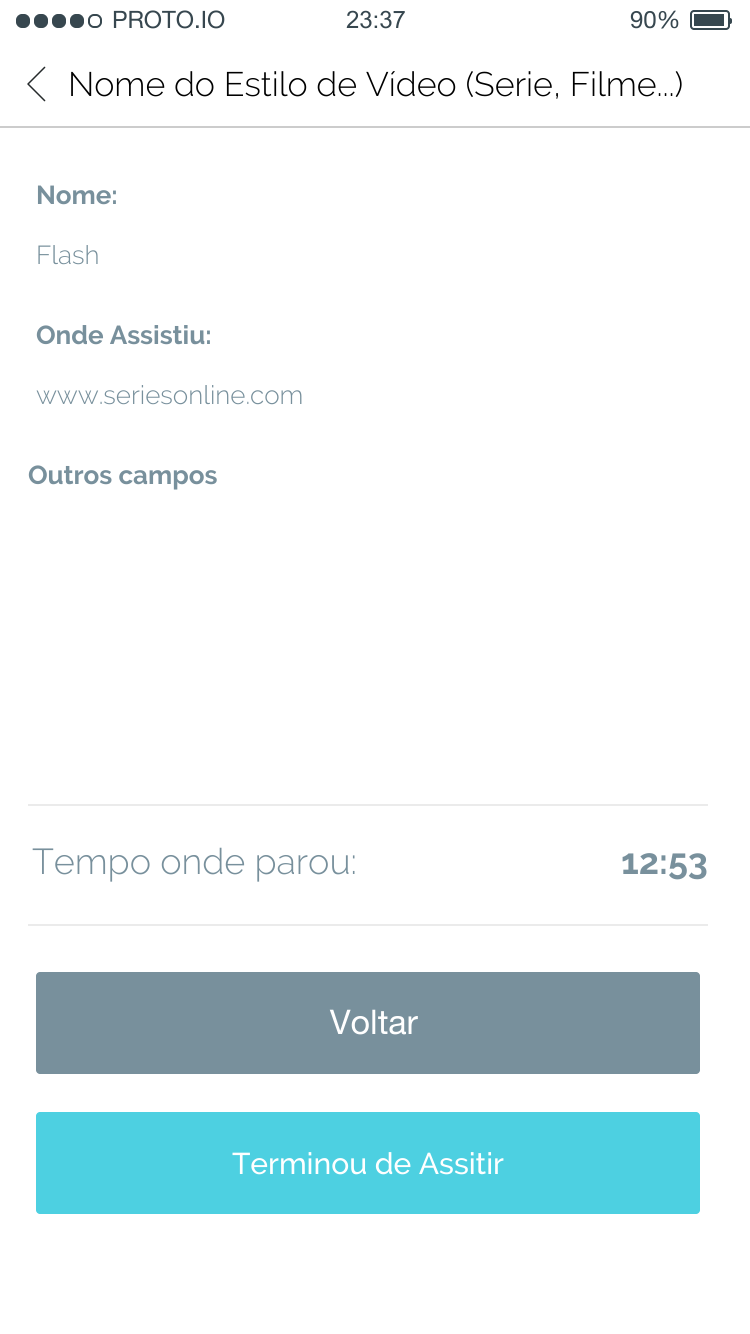 PROTO.IO 23:37 90%
Nome do Estilo de Vídeo (Serie, Filme...)
Nome:
Flash
Onde Assistiu:
www.seriesonline.com
Outros campos
Tempo onde parou: 12:53
Voltar
Terminou de Assitir